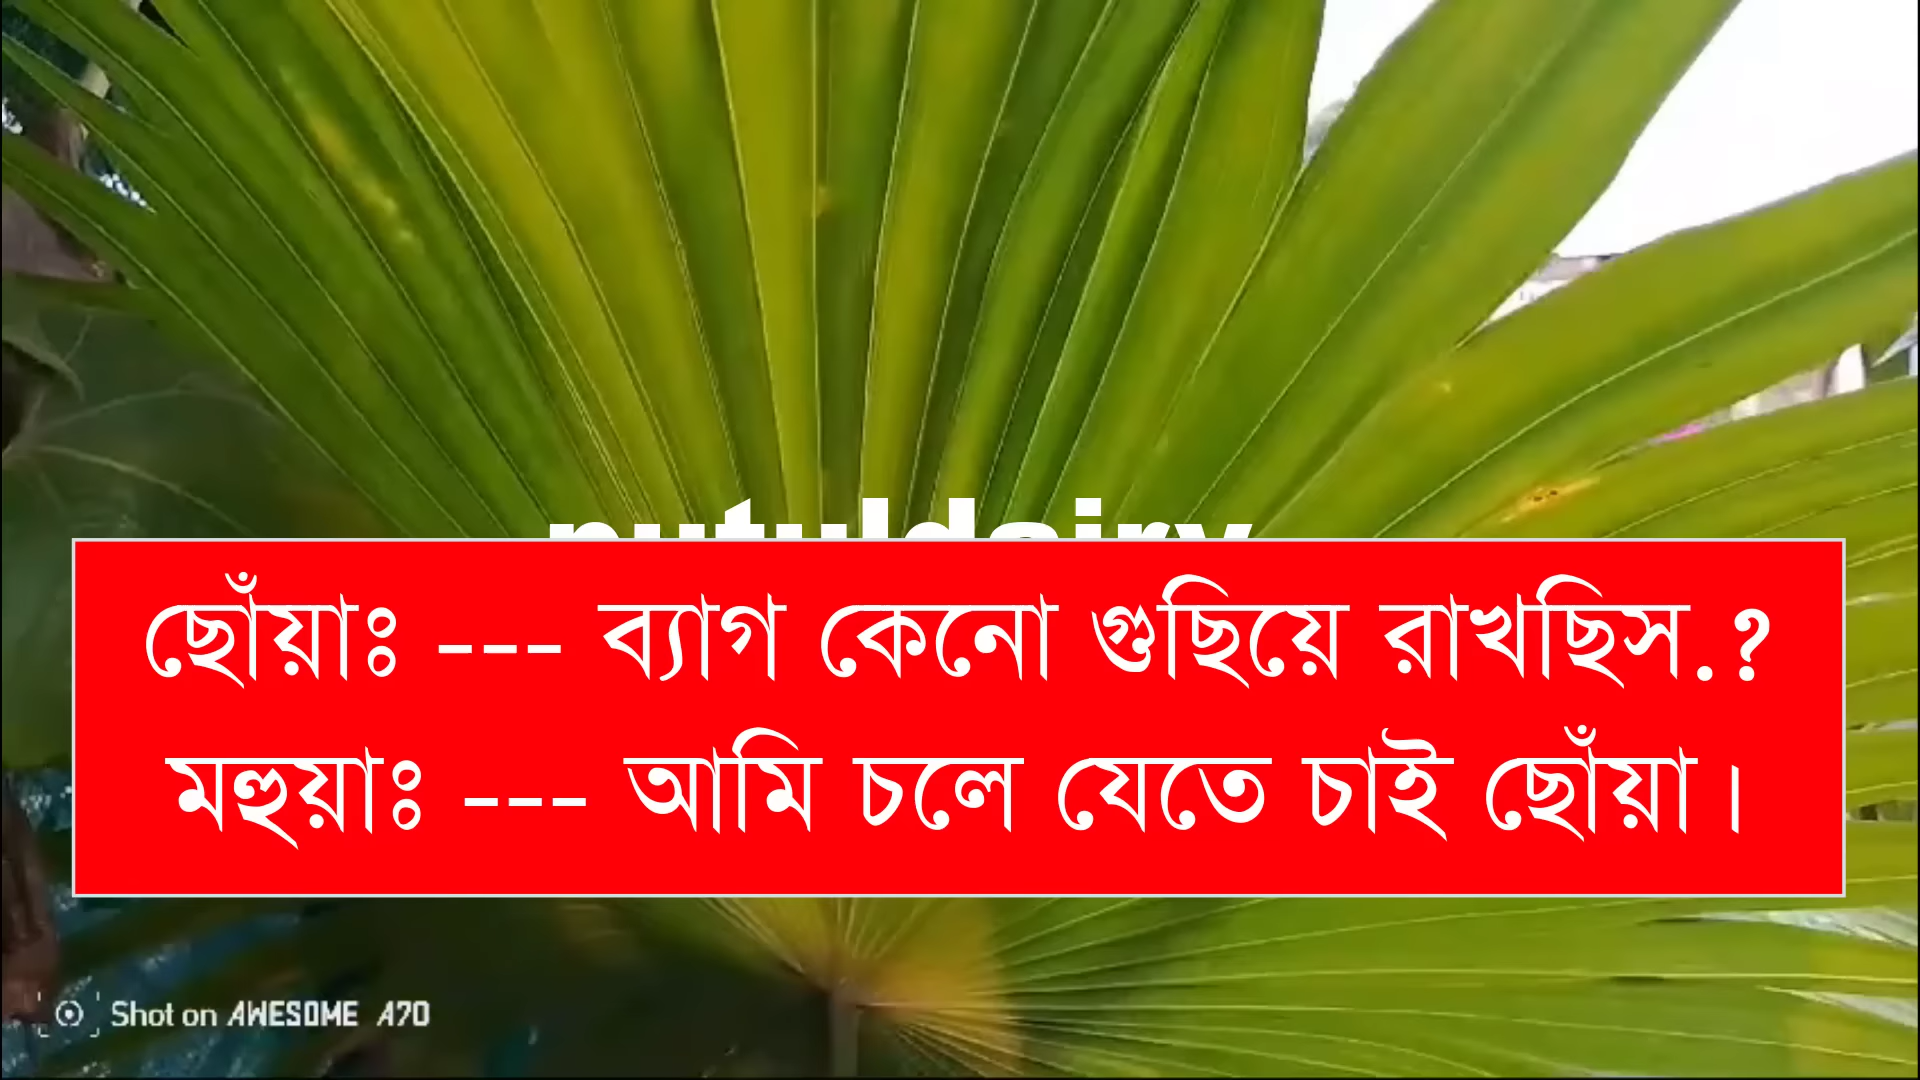 ছোঁয়াঃ --- ব্যাগ কেনো গুছিয়ে রাখছিস.?
মহুয়াঃ --- আমি চলে যেতে চাই ছোঁয়া।
Shot on AWESOME A70